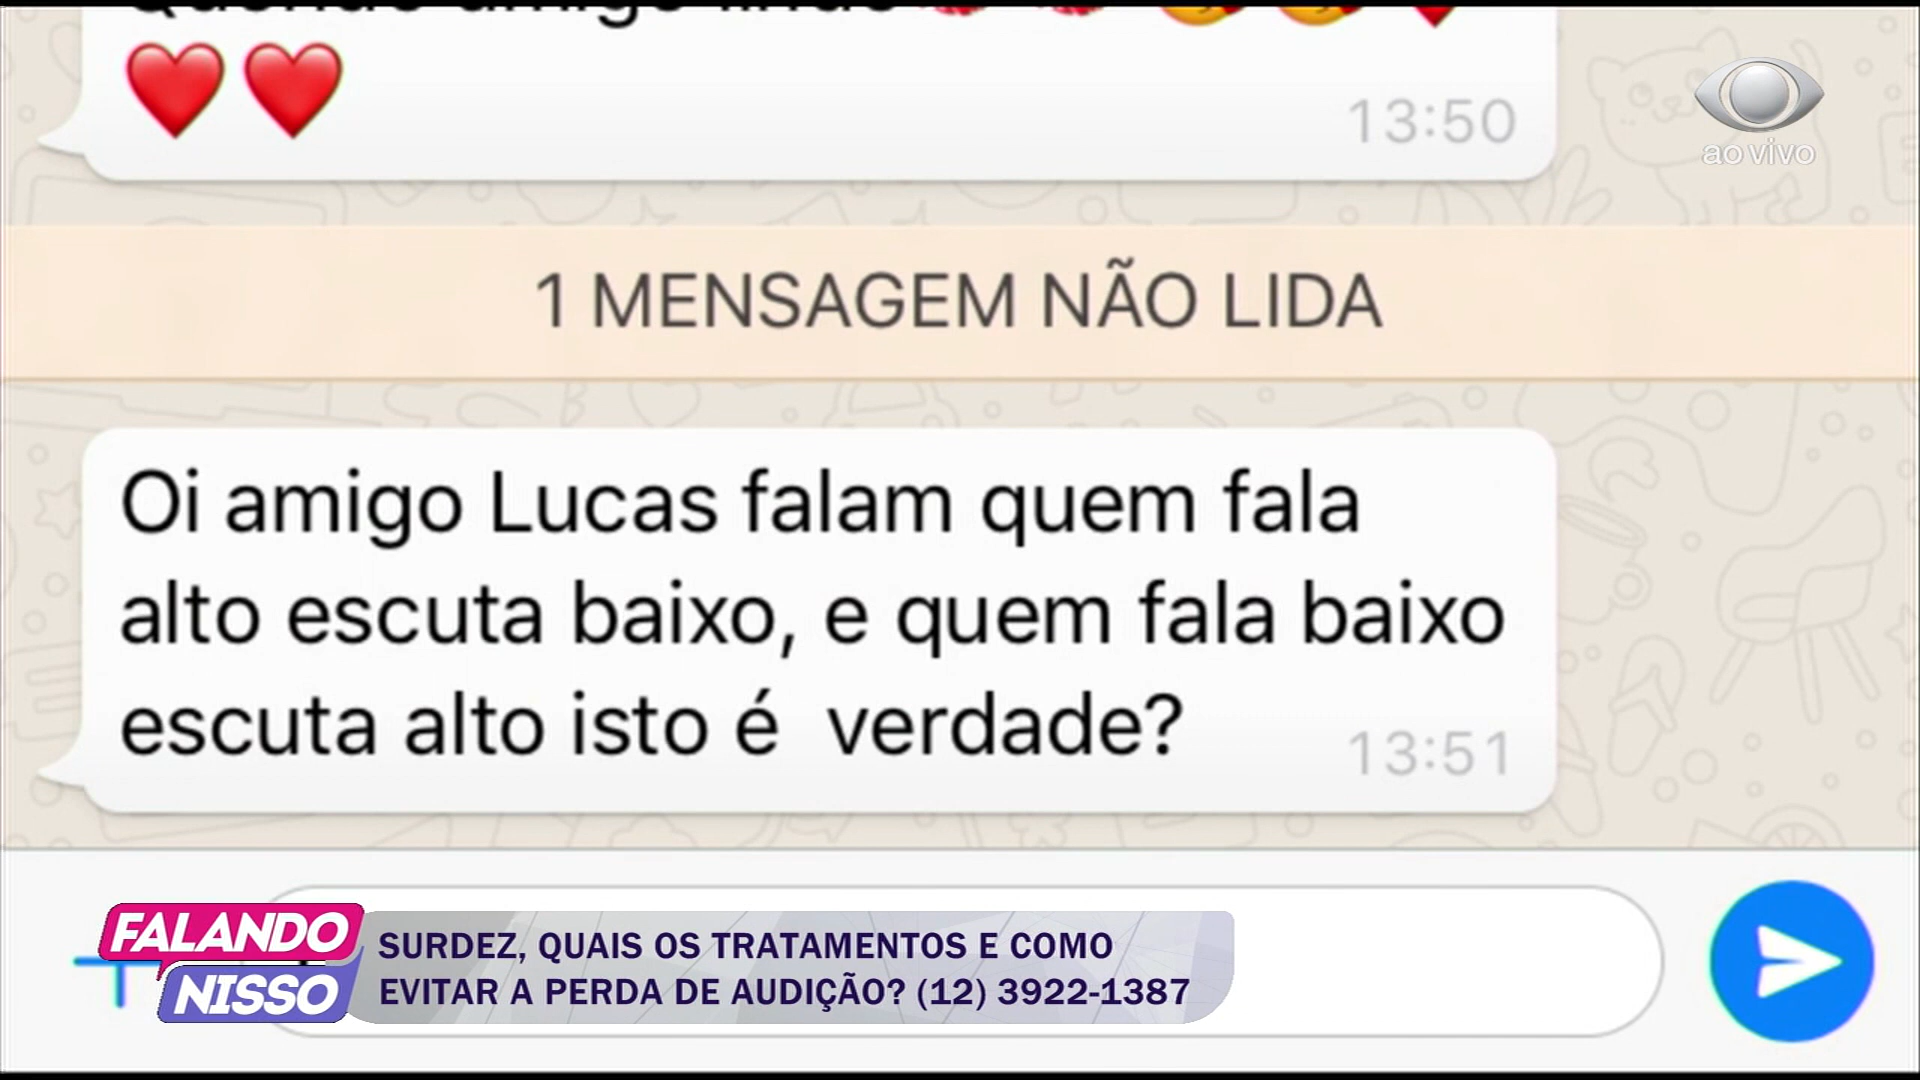 13:50
ao vivo
1 MENSAGEM NÃO LIDA
Oi amigo Lucas falam quem fala
alto escuta baixo, e quem fala baixo
escuta alto isto é  verdade?
13:51
FALANDO
NISSO
SURDEZ, QUAIS OS TRATAMENTOS E COMO
EVITAR A PERDA DE AUDIÇÃO? (12) 3922-1387